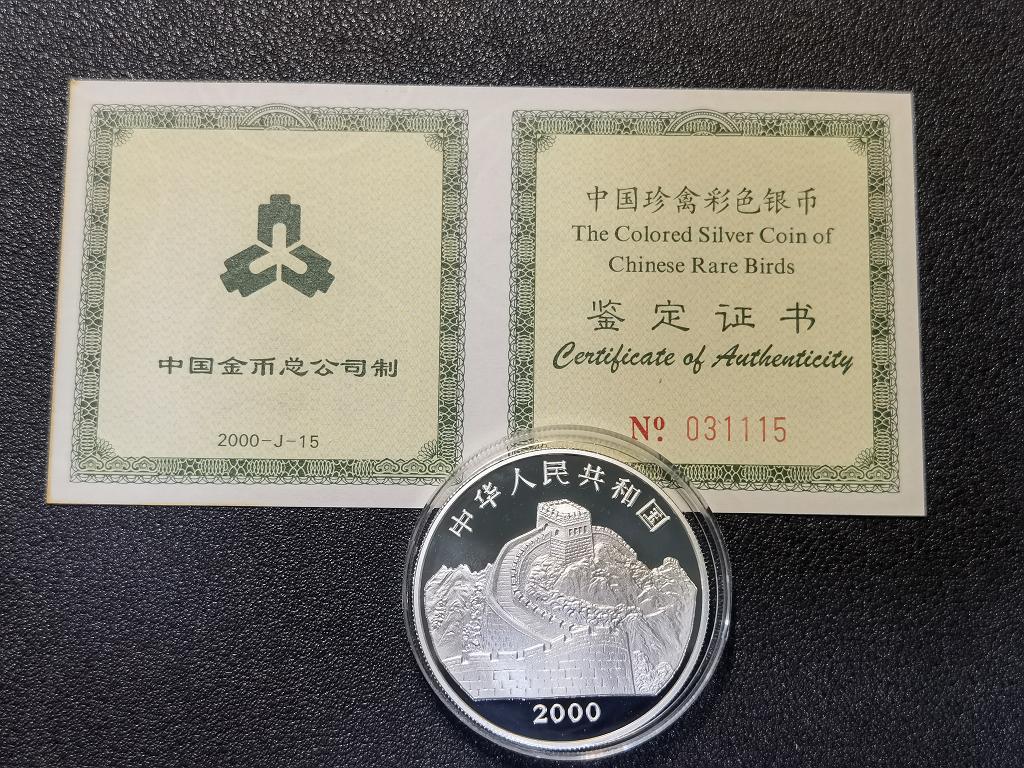 中国金币总公司制
2000-J-15
中国珍禽彩色银币
The Colored Silver Coin of
Chinese Rare Birds
鉴定证书
Certificate of Authenticity
Nº 031115
中华人民共和国
2000